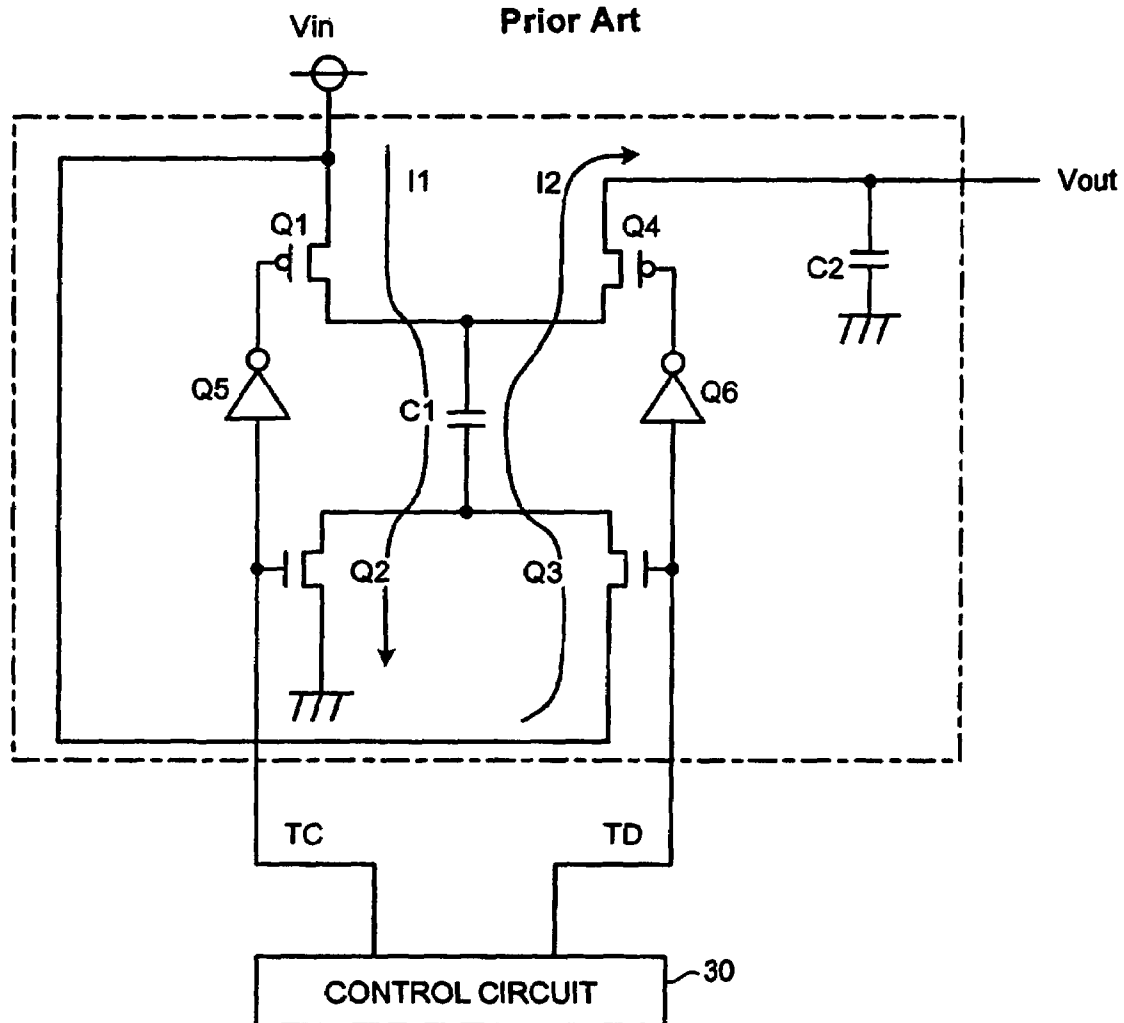 Prior Art
Vin
I1
I2
Vout
Q1
Q4
C2
Q5
C1
Q6
Q2
Q3
TC
TD
30
CONTROL CIRCUIT